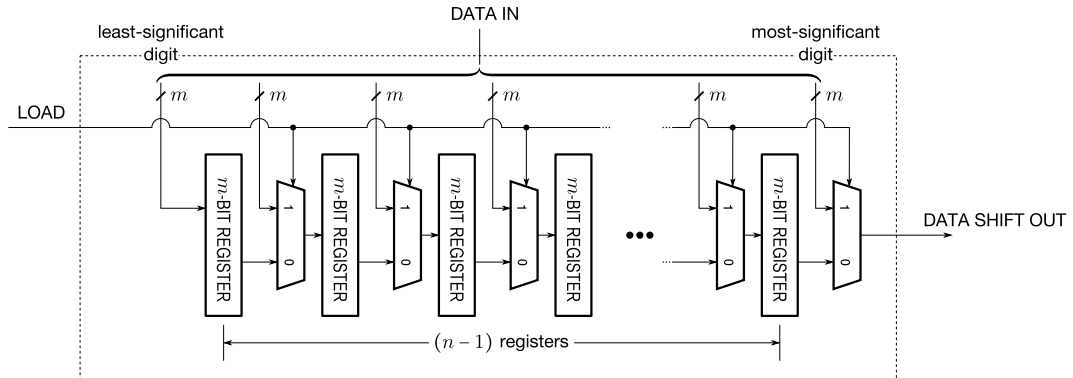 DATA IN
least-significant
digit
most-significant
digit
m m m m m m
LOAD
m-BIT REGISTER
1
0
m-BIT REGISTER
1
0
m-BIT REGISTER
1
0
m-BIT REGISTER
1
0
m-BIT REGISTER
1
0
DATA SHIFT OUT
(n – 1) registers